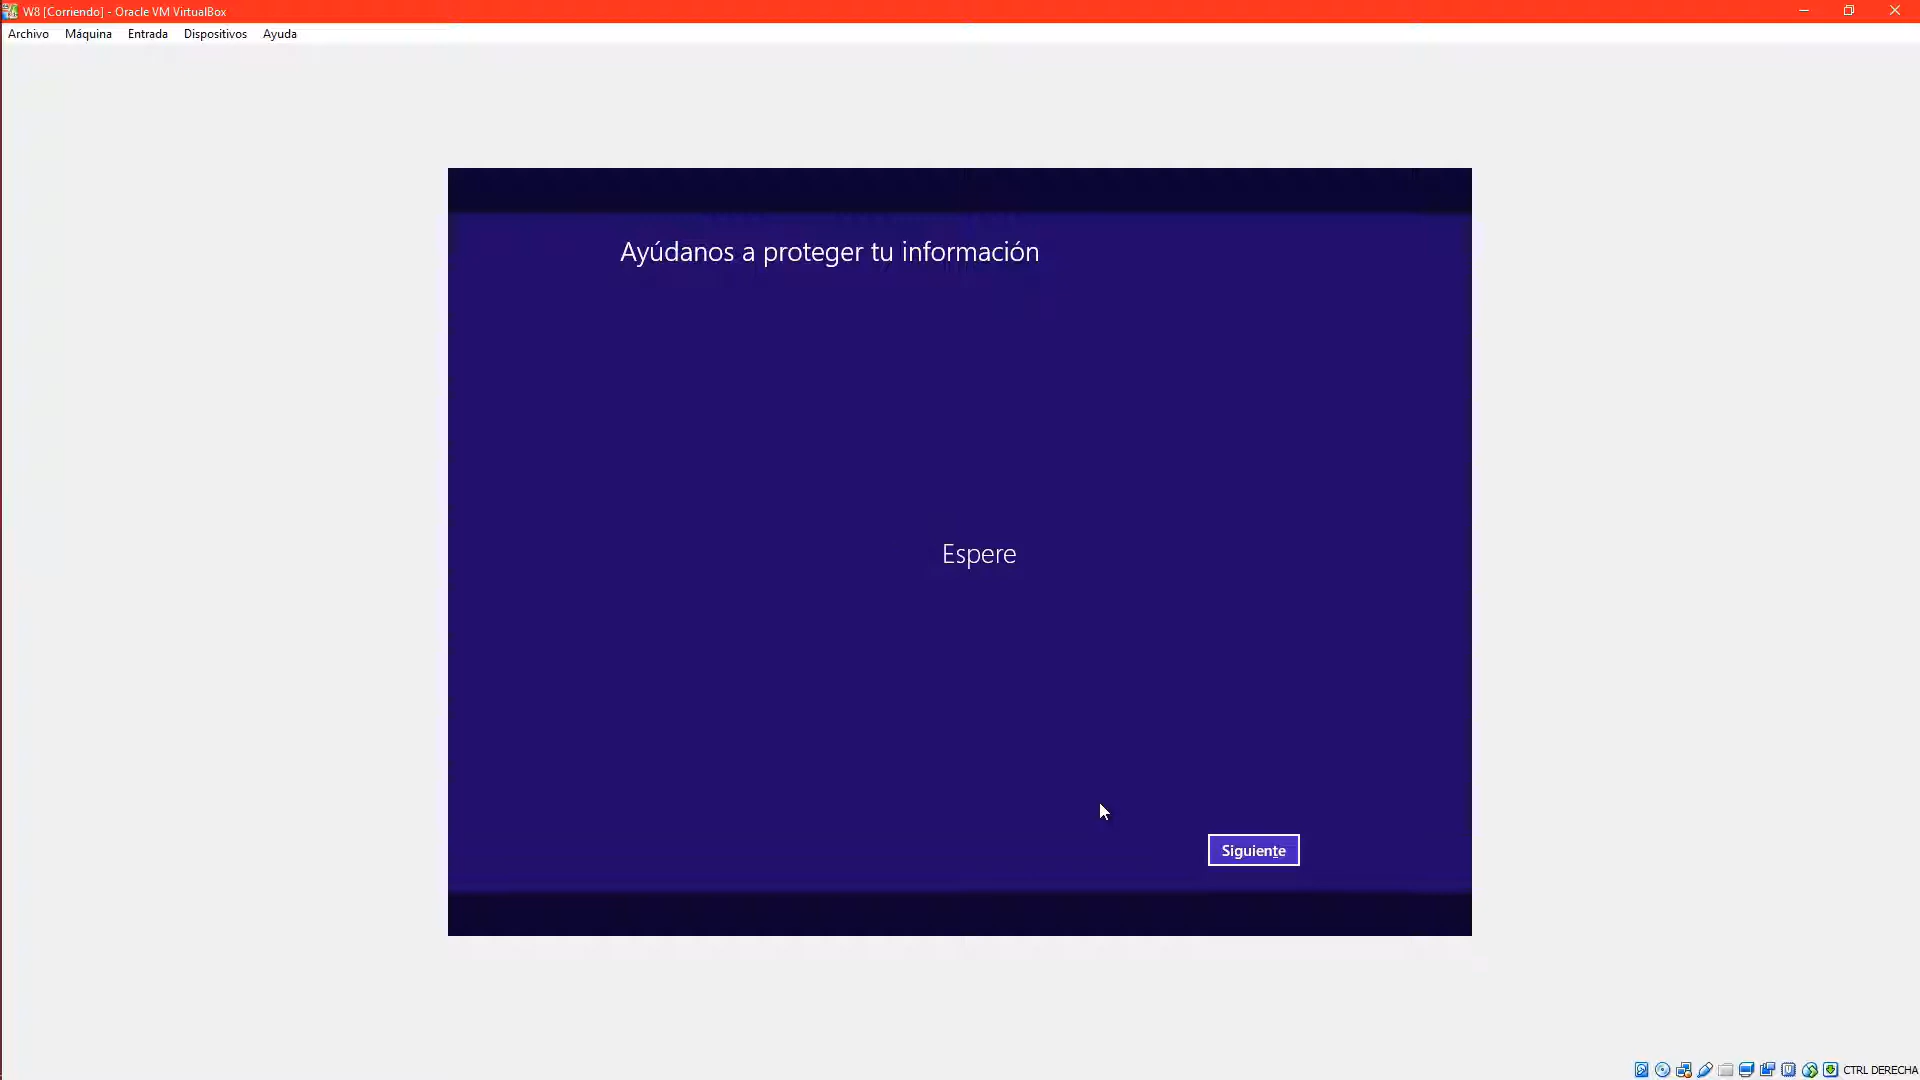 W8 [Corriendo] - Oracle VM VirtualBox
Archivo Máquina Entrada Dispositivos Ayuda
Ayúdanos a proteger tu información
Espere
Siguiente
CTRL DERECHA